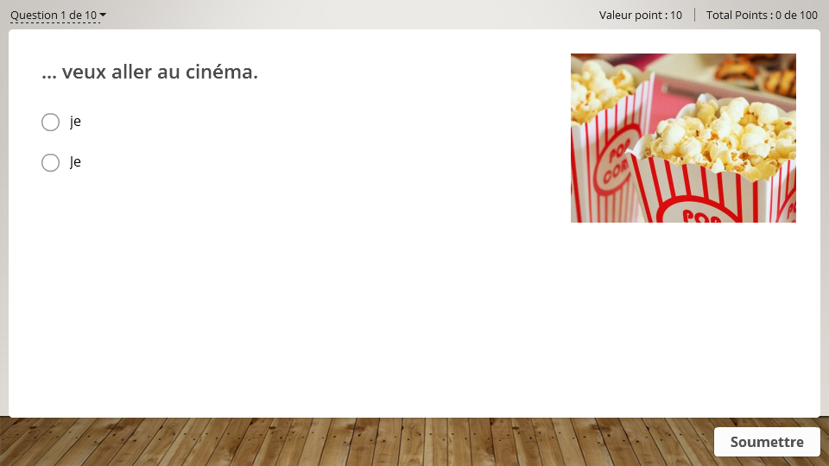 Question 1 de 10
Valeur point : 10 | Total Points : 0 de 100
... veux aller au cinéma.
je
Je
POP
CORN
POP
Soumettre